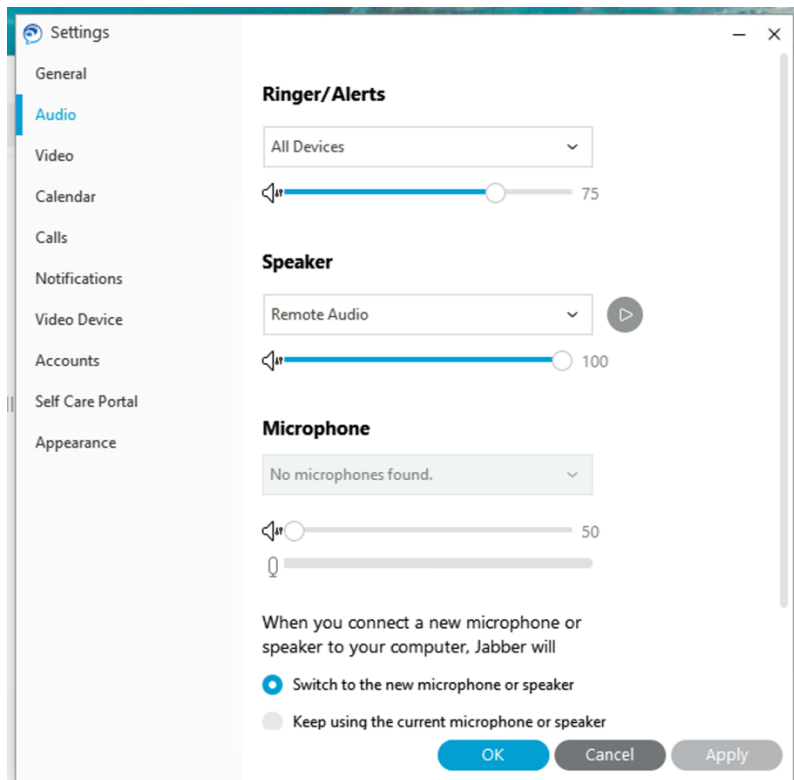 Settings
General
Audio
Video
Calendar
Calls
Notifications
Video Device
Accounts
Self Care Portal
Appearance
Ringer/Alerts
All Devices
75
Speaker
Remote Audio
100
Microphone
No microphones found.
50
When you connect a new microphone or
speaker to your computer, Jabber will
Switch to the new microphone or speaker
Keep using the current microphone or speaker
OK
Cancel
Apply